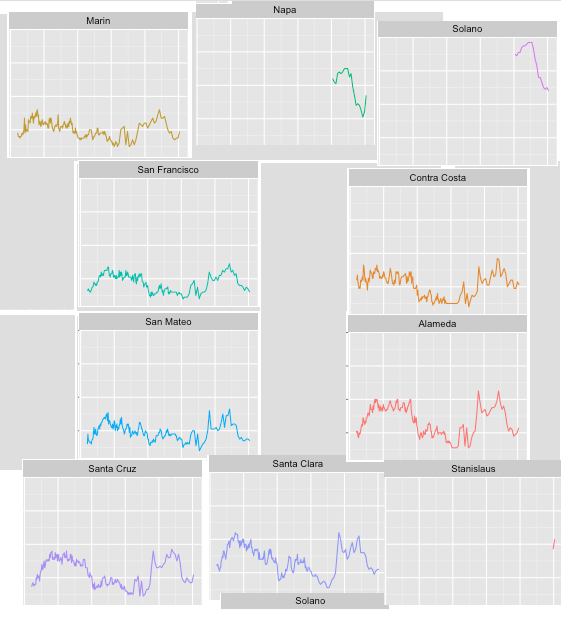 Marin
Napa
Solano
San Francisco
Contra Costa
San Mateo
Alameda
Santa Cruz
Santa Clara
Stanislaus
Solano